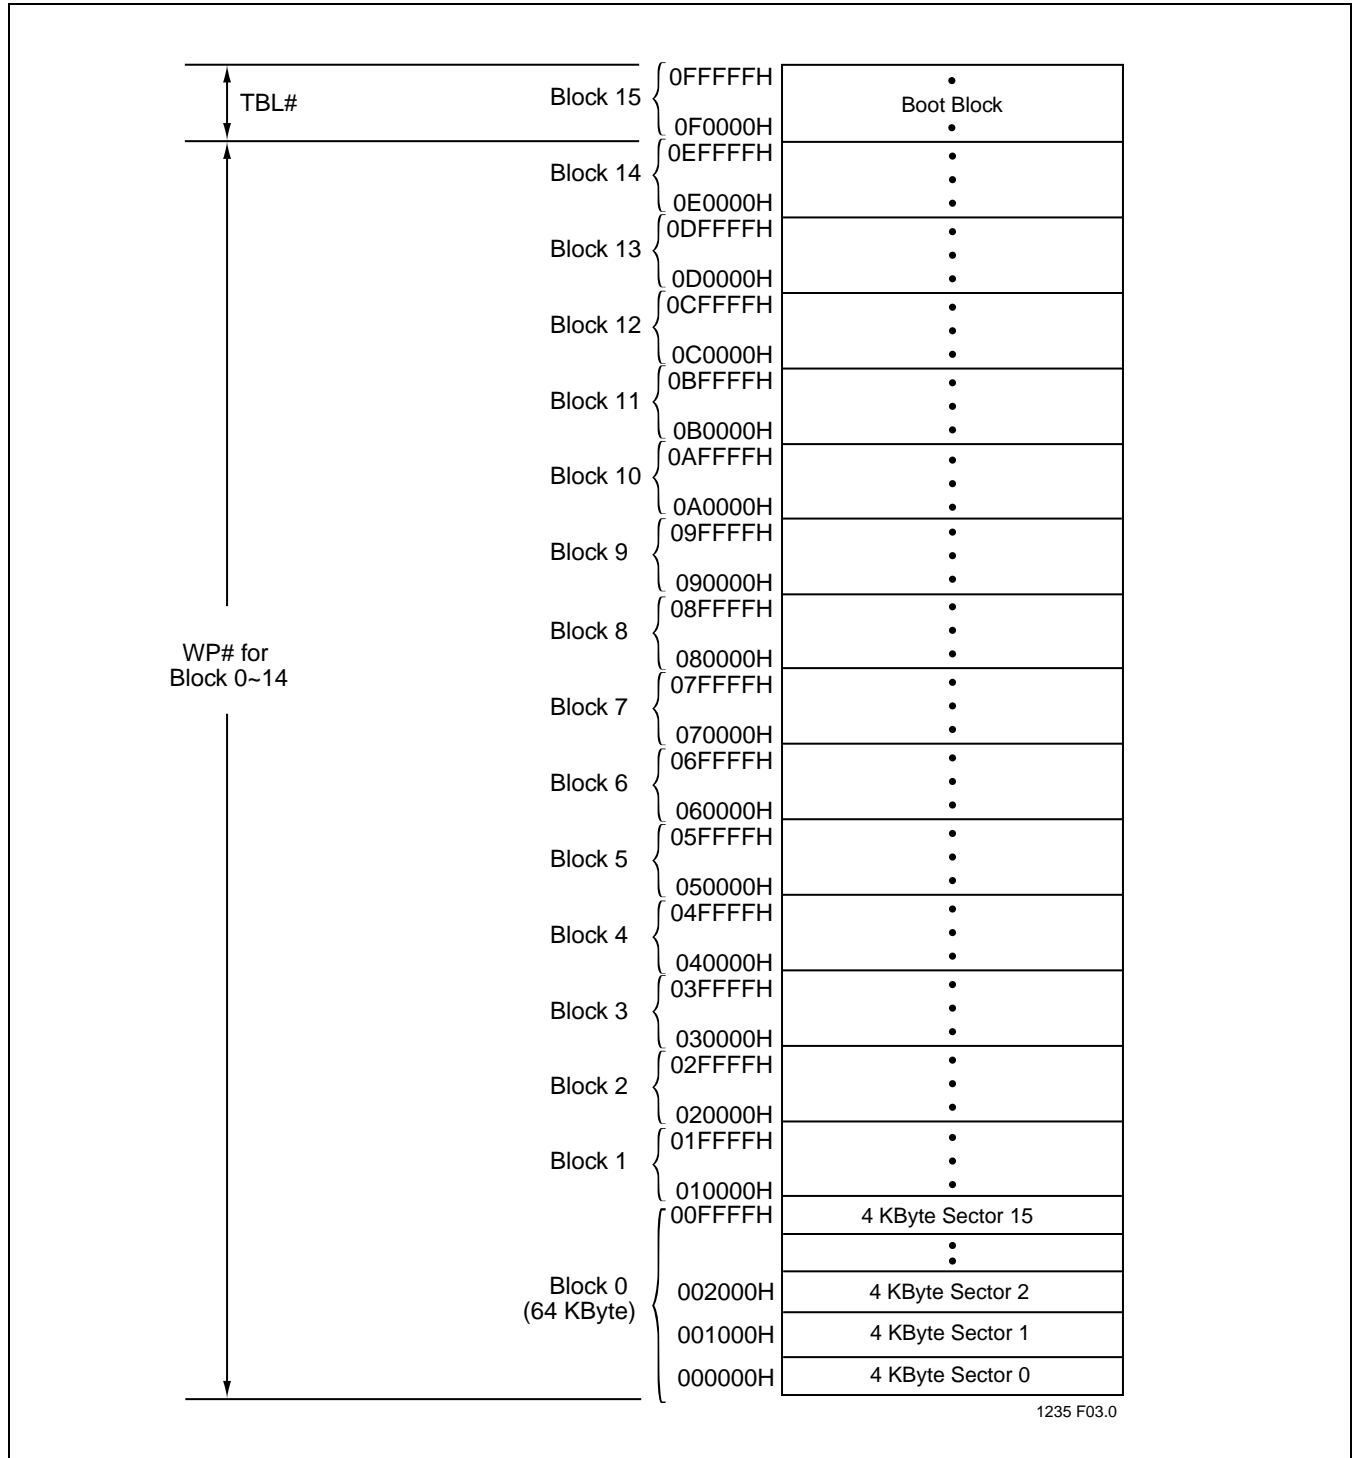 TBL#
Block 15
0FFFFFH
0F0000H
Boot Block
Block 14
0EFFFFH
0E0000H
Block 13
0DFFFFH
0D0000H
Block 12
0CFFFFH
0C0000H
Block 11
0BFFFFH
0B0000H
Block 10
0AFFFFH
0A0000H
Block 9
09FFFFH
090000H
Block 8
08FFFFH
080000H
WP# for
Block 0~14
Block 7
07FFFFH
070000H
Block 6
06FFFFH
060000H
Block 5
05FFFFH
050000H
Block 4
04FFFFH
040000H
Block 3
03FFFFH
030000H
Block 2
02FFFFH
020000H
Block 1
01FFFFH
010000H
Block 0
(64 KByte)
00FFFFH
4 KByte Sector 15
002000H
4 KByte Sector 2
001000H
4 KByte Sector 1
000000H
4 KByte Sector 0
1235 F03.0